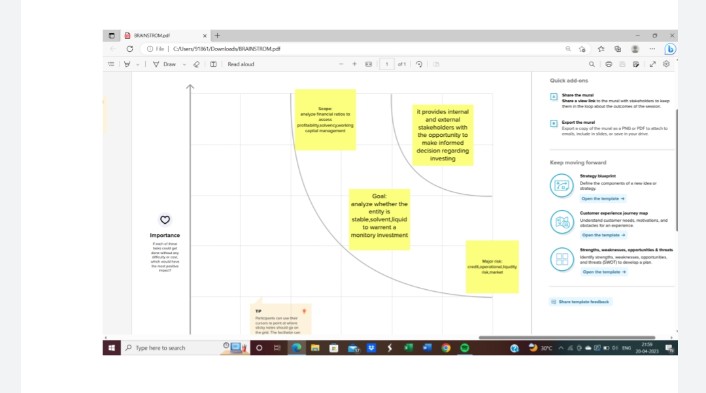 BRAINSTROM.pdf
File
C:/Users/91861/Downloads/BRAINSTROM.pdf
Draw
Read aloud
1
of 1
Scope:
analyze financial ratios to
assess
profitability,solvency,working
capital management
it provides internal
and external
stakeholders with
the opportunity to
make informed
decision regarding
investing
Goal:
analyze whether the
entity is
stable,solvent,liquid
to warrent a
monitory investment
Major risk:
credit,operational,liquidity
risk,market
Importance
If each of these
tasks could get
done without any
difficulty or cost,
which would have
the most positive
impact?
TIP
Participants can use their
cursors to point at where
sticky notes should go on
the grid. The facilitator can
Quick add-ons
Share the mural
Share a view link to the mural with stakeholders to keep
them in the loop about the outcomes of the session.
Export the mural
Export a copy of the mural as a PNG or PDF to attach to
emails, include in slides, or save in your drive.
Keep moving forward
Strategy blueprint
Define the components of a new idea or
strategy.
Open the template →
Customer experience journey map
Understand customer needs, motivations, and
obstacles for an experience.
Open the template →
Strengths, weaknesses, opportunities & threats
Identify strengths, weaknesses, opportunities,
and threats (SWOT) to develop a plan.
Open the template →
Share template feedback
Type here to search
30°C
ENG
21:59
20-04-2023